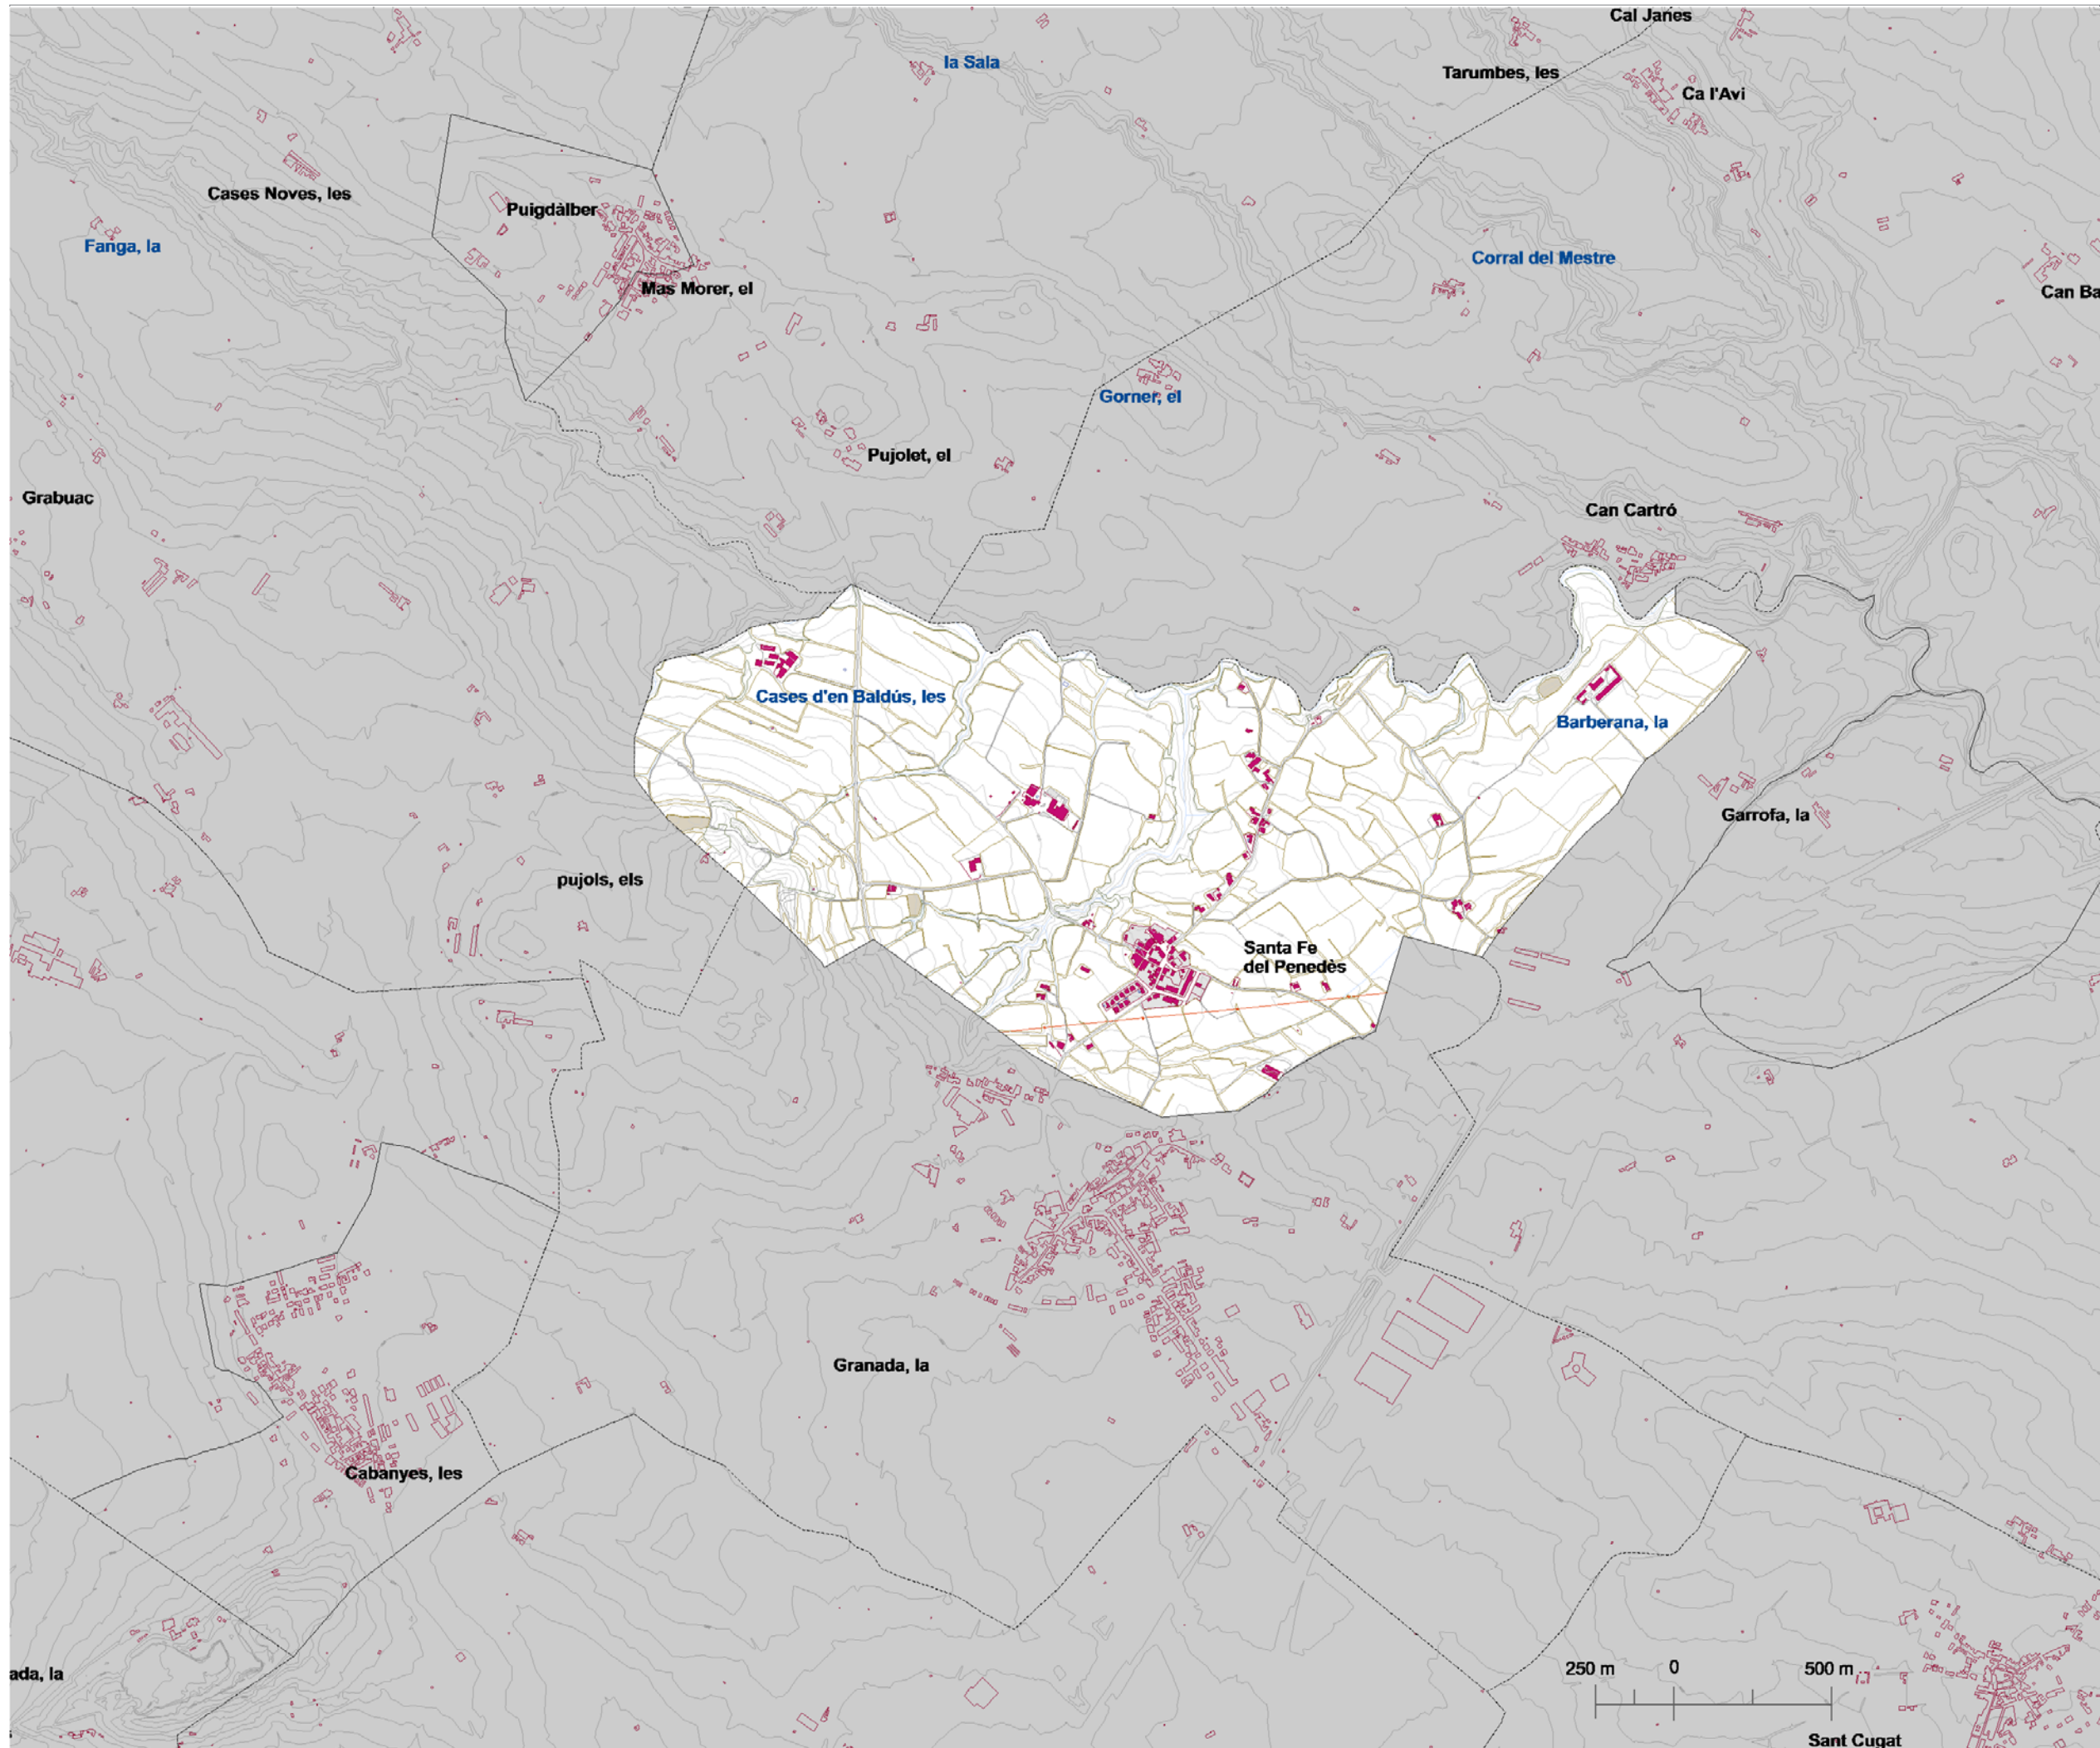 Cal Janes
la Sala
Tarumbes, les
Ca l'Avi
Cases Noves, les
Puigdàlber
Fanga, la
Corral del Mestre
Mas Morer, el
Can Ba
Gorner, el
Pujolet, el
Grabuac
Can Cartró
Cases d'en Baldús, les
Barberana, la
Garrofa, la
pujols, els
Santa Fe
del Penedès
Granada, la
Cabanyes, les
250 m 0 500 m
ada, la
Sant Cugat